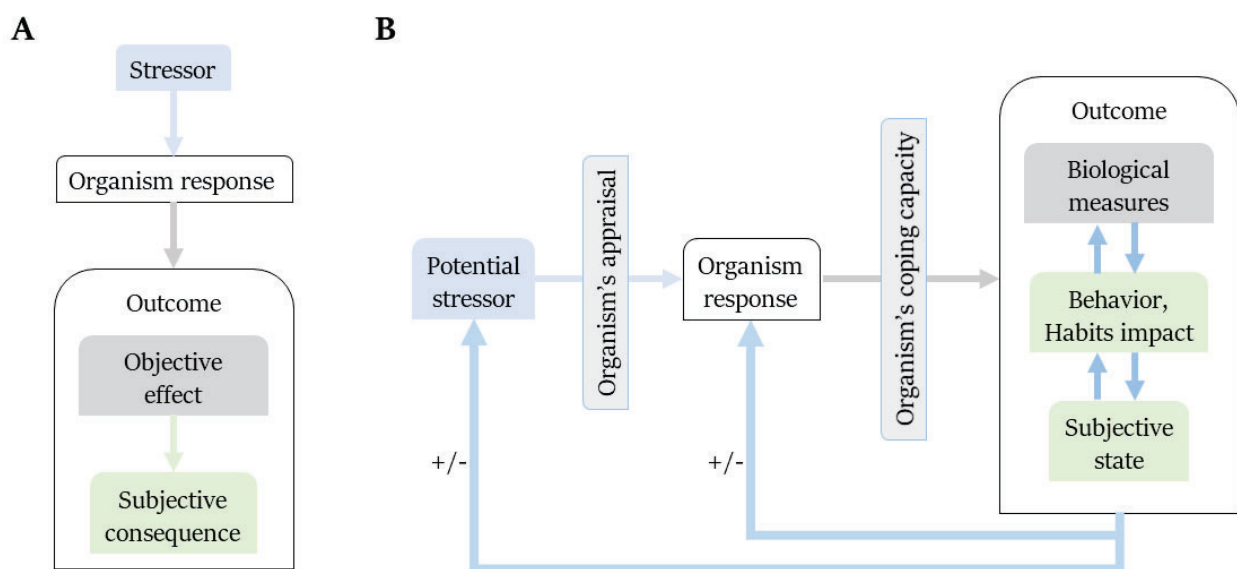 A
Stressor
Organism response
Outcome
Objective
effect
Subjective
consequence
B
Potential
stressor
Organism's appraisal
Organism
response
Organism's coping capacity
Outcome
Biological
measures
Behavior,
Habits impact
Subjective
state
+/-
+/-